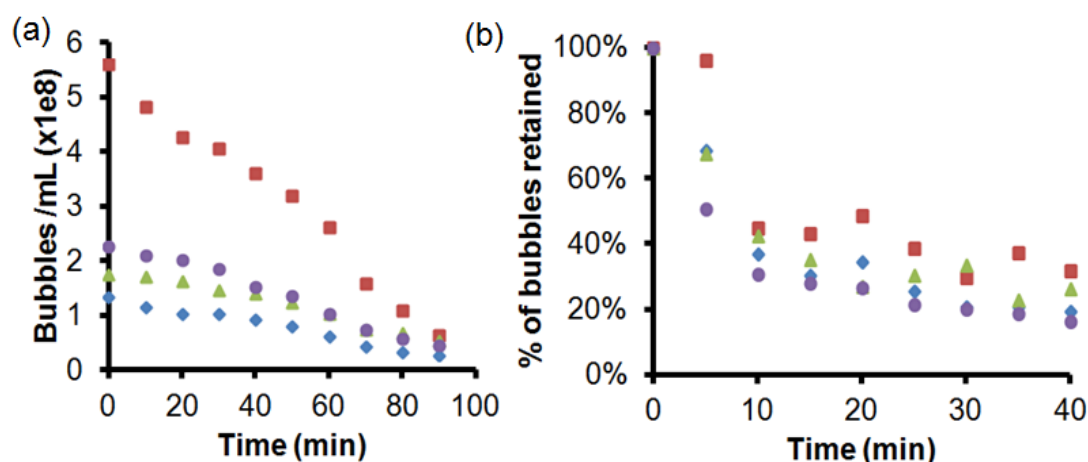 (a)
Bubbles /mL (x1e8)
6
5
4
3
2
1
0
0 20 40 60 80 100
Time (min)
(b)
% of bubbles retained
100%
80%
60%
40%
20%
0%
0 10 20 30 40
Time (min)